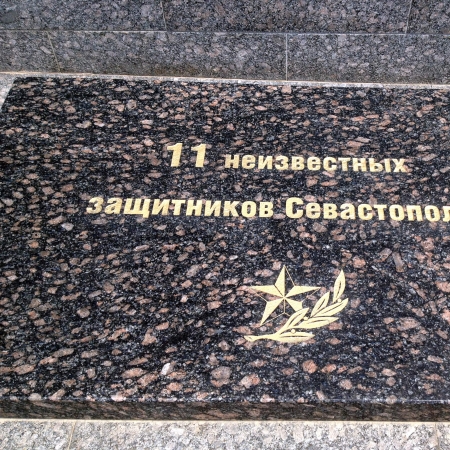 11 неизвестных
защитников Севастопол